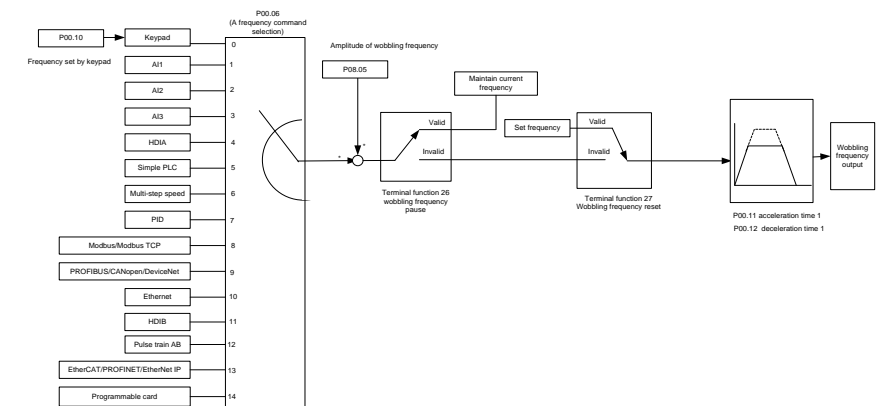 P00.06
(A frequency command
selection)
P00.10
Keypad
0
Frequency set by keypad
AI1
1
AI2
2
AI3
3
HDIA
4
Simple PLC
5
Multi-step speed
6
PID
7
Modbus/Modbus TCP
8
PROFIBUS/CANopen/DeviceNet
9
Ethernet
10
HDIB
11
Pulse train AB
12
EtherCAT/PROFINET/EtherNet IP
13
Programmable card
14
Amplitude of wobbling frequency
P08.05
*
*
Valid
Invalid
Terminal function 26
wobbling frequency
pause
Maintain current
frequency
Set frequency
Valid
Invalid
Terminal function 27
Wobbling frequency reset
P00.11 acceleration time 1
P00.12 deceleration time 1
Wobbling
frequency
output